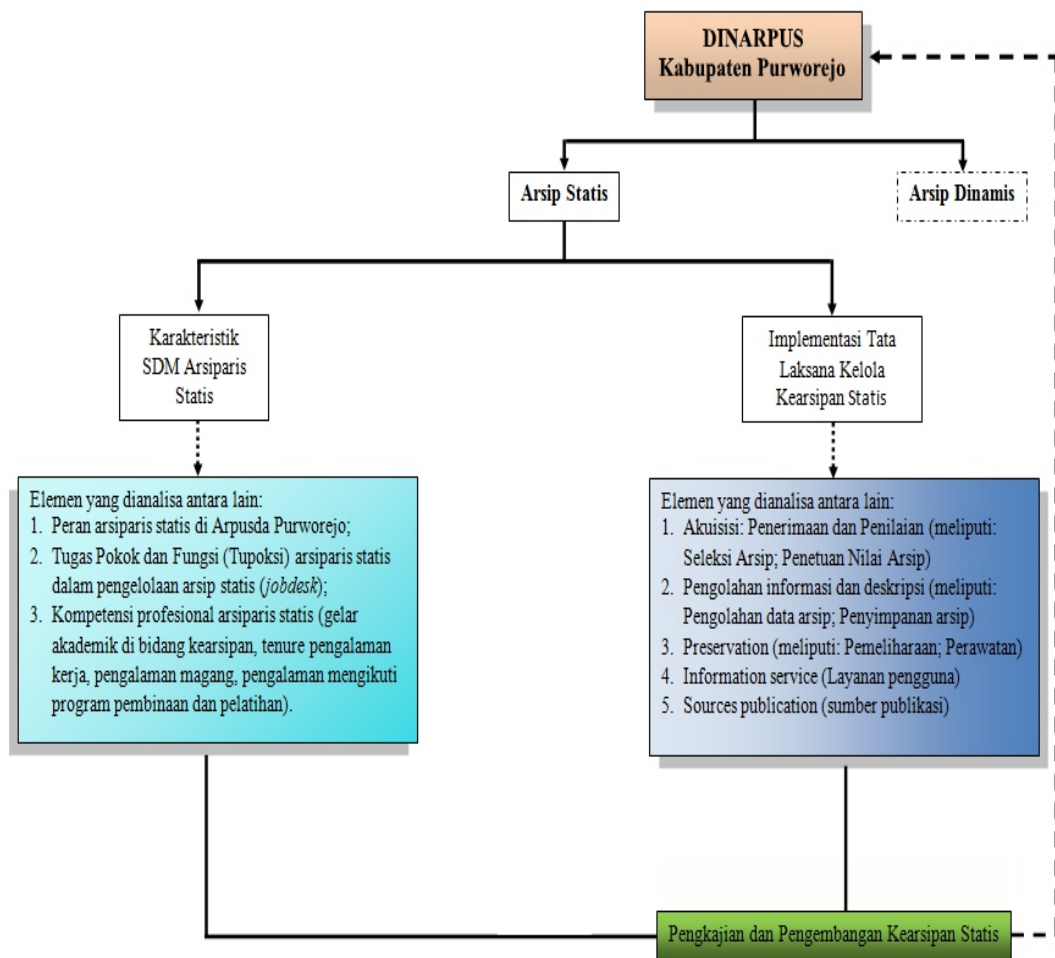 DINARPUS
Kabupaten Purworejo
Arsip Statis
Arsip Dinamis
Karakteristik
SDM Arsiparis
Statis
Implementasi Tata
Laksana Kelola
Kearsipan Statis
Elemen yang dianalisa antara lain:
1. Peran arsiparis statis di Arpusda Purworejo;
2. Tugas Pokok dan Fungsi (Tupoksi) arsiparis statis
dalam pengelolaan arsip statis (jobdesk);
3. Kompetensi profesional arsiparis statis (gelar
akademik di bidang kearsipan, tenure pengalaman
kerja, pengalaman magang, pengalaman mengikuti
program pembinaan dan pelatihan).
Elemen yang dianalisa antara lain:
1. Akuisisi: Penerimaan dan Penilaian (meliputi:
Seleksi Arsip; Penetuan Nilai Arsip)
2. Pengolahan informasi dan deskripsi (meliputi:
Pengolahan data arsip; Penyimpanan arsip)
3. Preservation (meliputi: Pemeliharaan; Perawatan)
4. Information service (Layanan pengguna)
5. Sources publication (sumber publikasi)
Pengkajian dan Pengembangan Kearsipan Statis